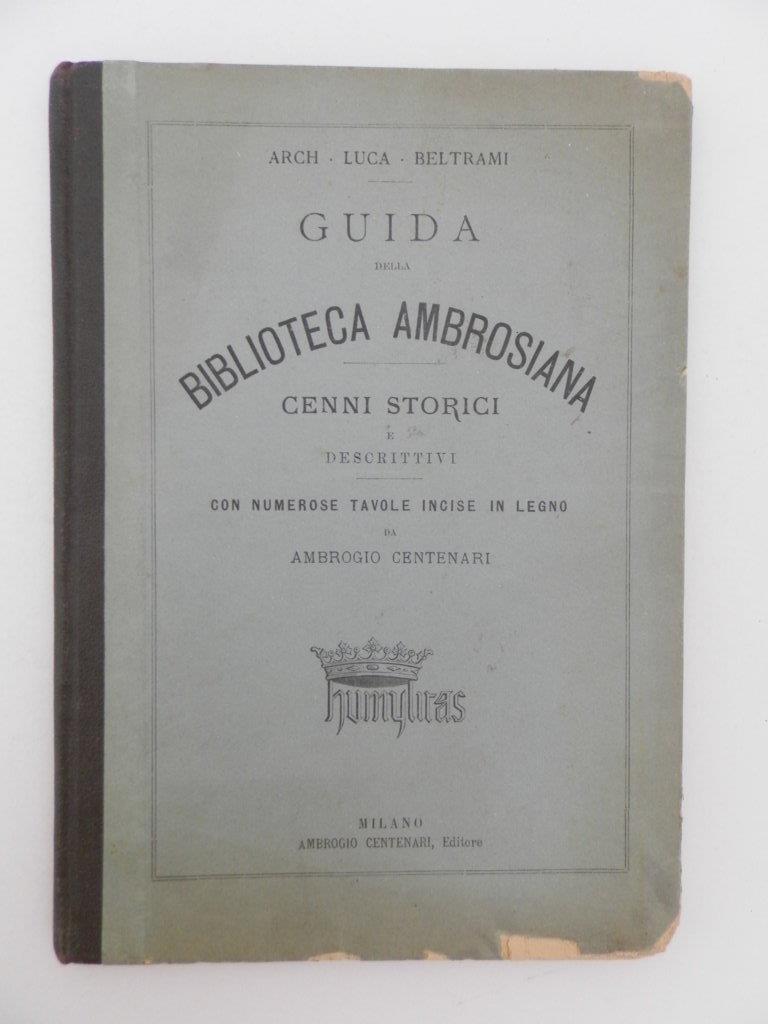 ARCH · LUCA · BELTRAMI
GUIDA
DELLA
BIBLIOTECA AMBROSIANA
CENNI STORICI
E
DESCRITTIVI
CON NUMEROSE TAVOLE INCISE IN LEGNO
DA
AMBROGIO CENTENARI
humylitas
MILANO
AMBROGIO CENTENARI, Editore